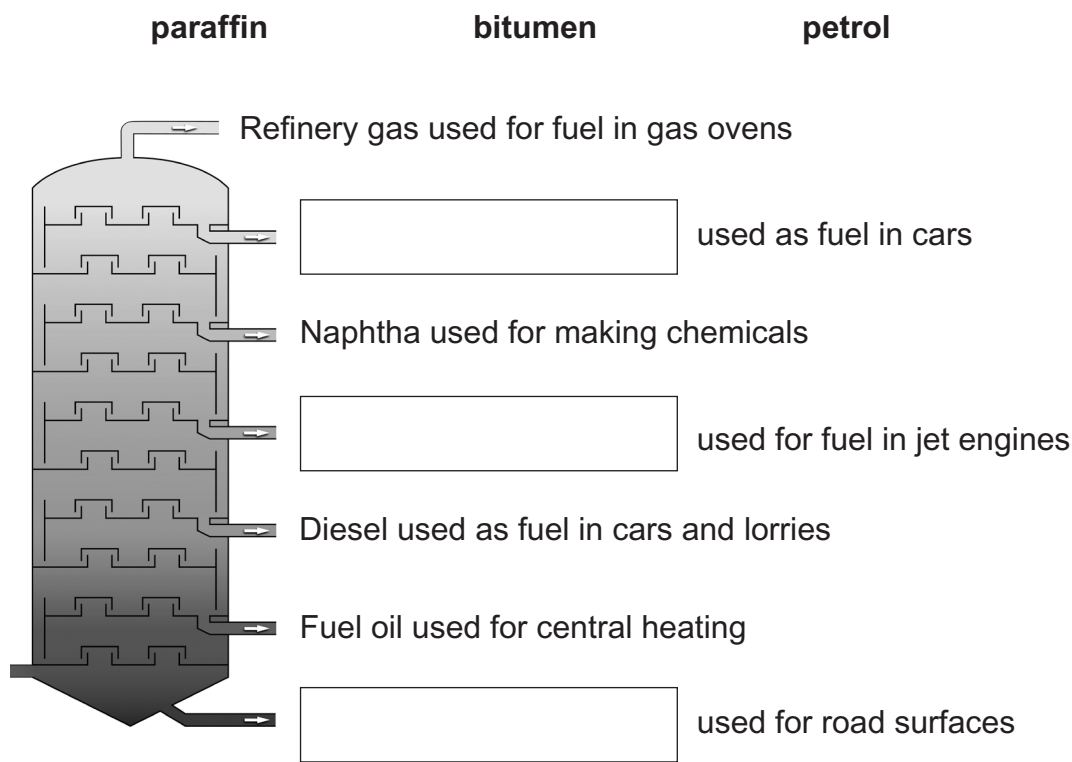 paraffin bitumen petrol
Refinery gas used for fuel in gas ovens
used as fuel in cars
Naphtha used for making chemicals
used for fuel in jet engines
Diesel used as fuel in cars and lorries
Fuel oil used for central heating
used for road surfaces